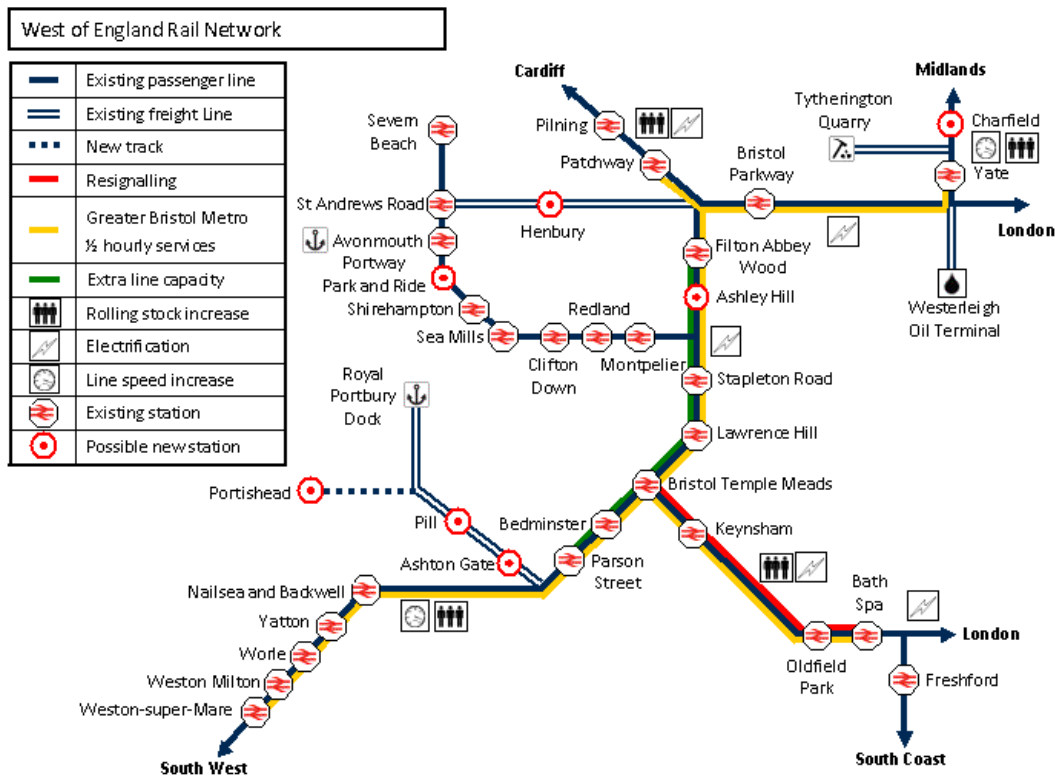 West of England Rail Network
Existing passenger line
Existing freight Line
New track
Resignalling
Greater Bristol Metro
½ hourly services
Extra line capacity
Rolling stock increase
Electrification
Line speed increase
Existing station
Possible new station
Cardiff
Midlands
Tytherington
Quarry
Charfield
Pilning
Severn
Beach
Patchway
Bristol
Parkway
Yate
St Andrews Road
Henbury
London
Avonmouth
Portway
Park and Ride
Filton Abbey
Wood
Ashley Hill
Westerleigh
Oil Terminal
Shirehampton
Redland
Sea Mills
Clifton
Down
Montpelier
Stapleton Road
Royal
Portbury
Dock
Lawrence Hill
Bristol Temple Meads
Portishead
Pill
Bedminster
Keynsham
Ashton Gate
Parson
Street
Nailsea and Backwell
Bath
Spa
Yatton
London
Worle
Oldfield
Park
Freshford
Weston Milton
Weston-super-Mare
South West
South Coast